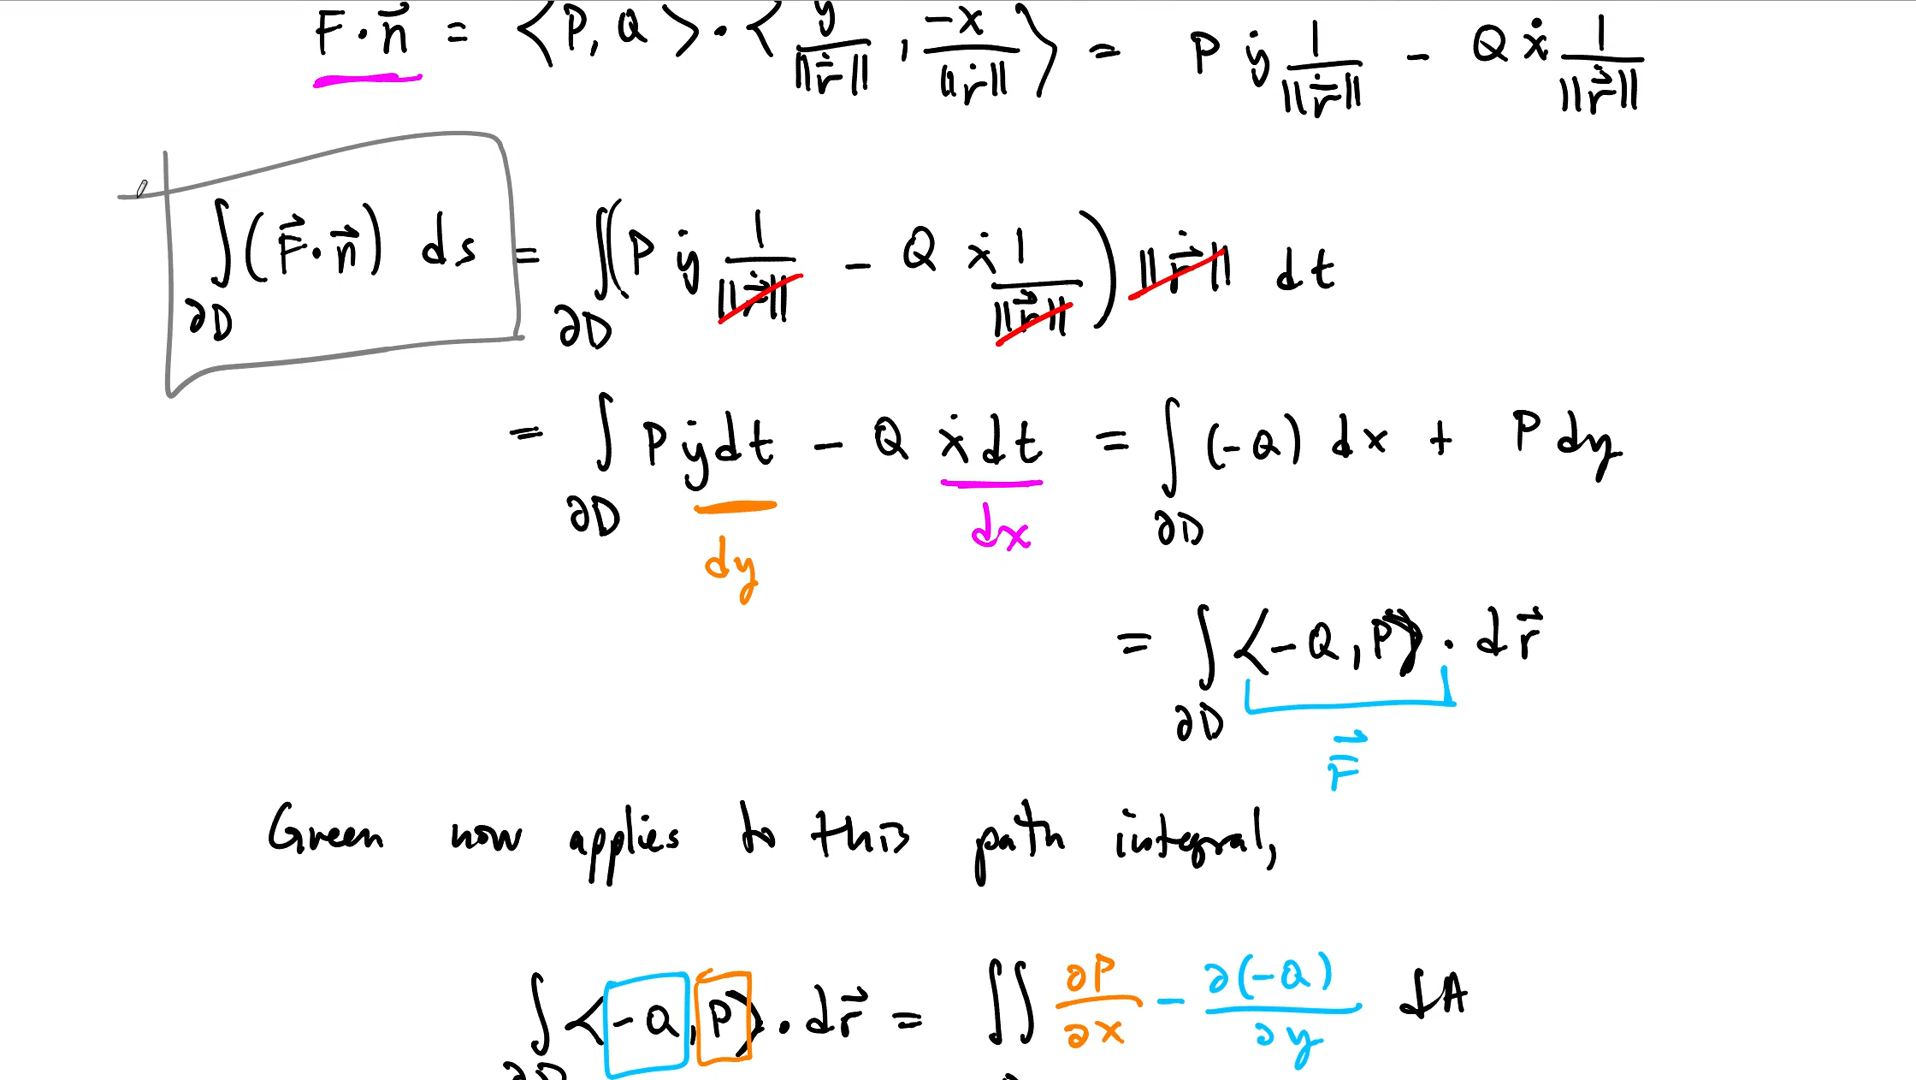 F·n⃗ = ⟨P, Q⟩·⟨ẏ/||ṙ||, -ẋ/||ṙ||⟩ = P ẏ 1/||ṙ|| − Q ẋ 1/||ṙ||
∫_∂D (F⃗·n⃗) ds = ∫_∂D (P ẏ 1/||ṙ|| − Q ẋ 1/||ṙ||) ||ṙ|| dt
= ∫_∂D P ẏ dt − Q ẋ dt = ∫_∂D (-Q) dx + P dy
dy dx
= ∫_∂D ⟨-Q, P⟩ · dr⃗
F⃗
Green now applies to this path integral,
∫_∂D ⟨-Q, P⟩ · dr⃗ = ∬ ∂P/∂x − ∂(-Q)/∂y dA